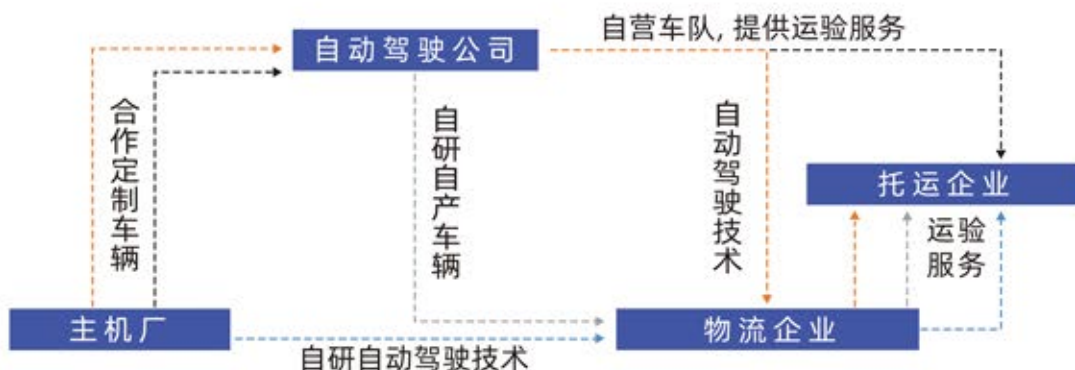 自营车队, 提供运验服务
自动驾驶公司
合作定制车辆
自研自产车辆
自动驾驶技术
托运企业
运验
服务
主机厂
物流企业
自研自动驾驶技术